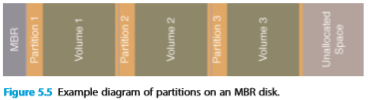 MBR
Partition 1
Volume 1
Partition 2
Volume 2
Partition 3
Volume 3
Unallocated
Space
Figure 5.5 Example diagram of partitions on an MBR disk.